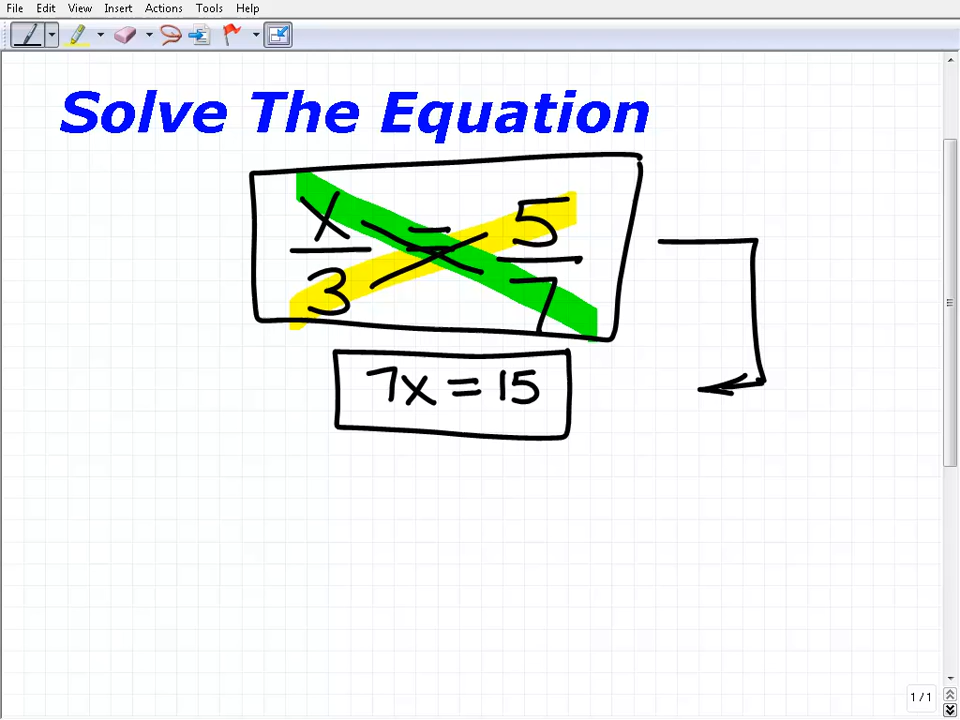 File Edit View Insert Actions Tools Help
Solve The Equation
x/3 = 5/7
7x = 15
1 / 1